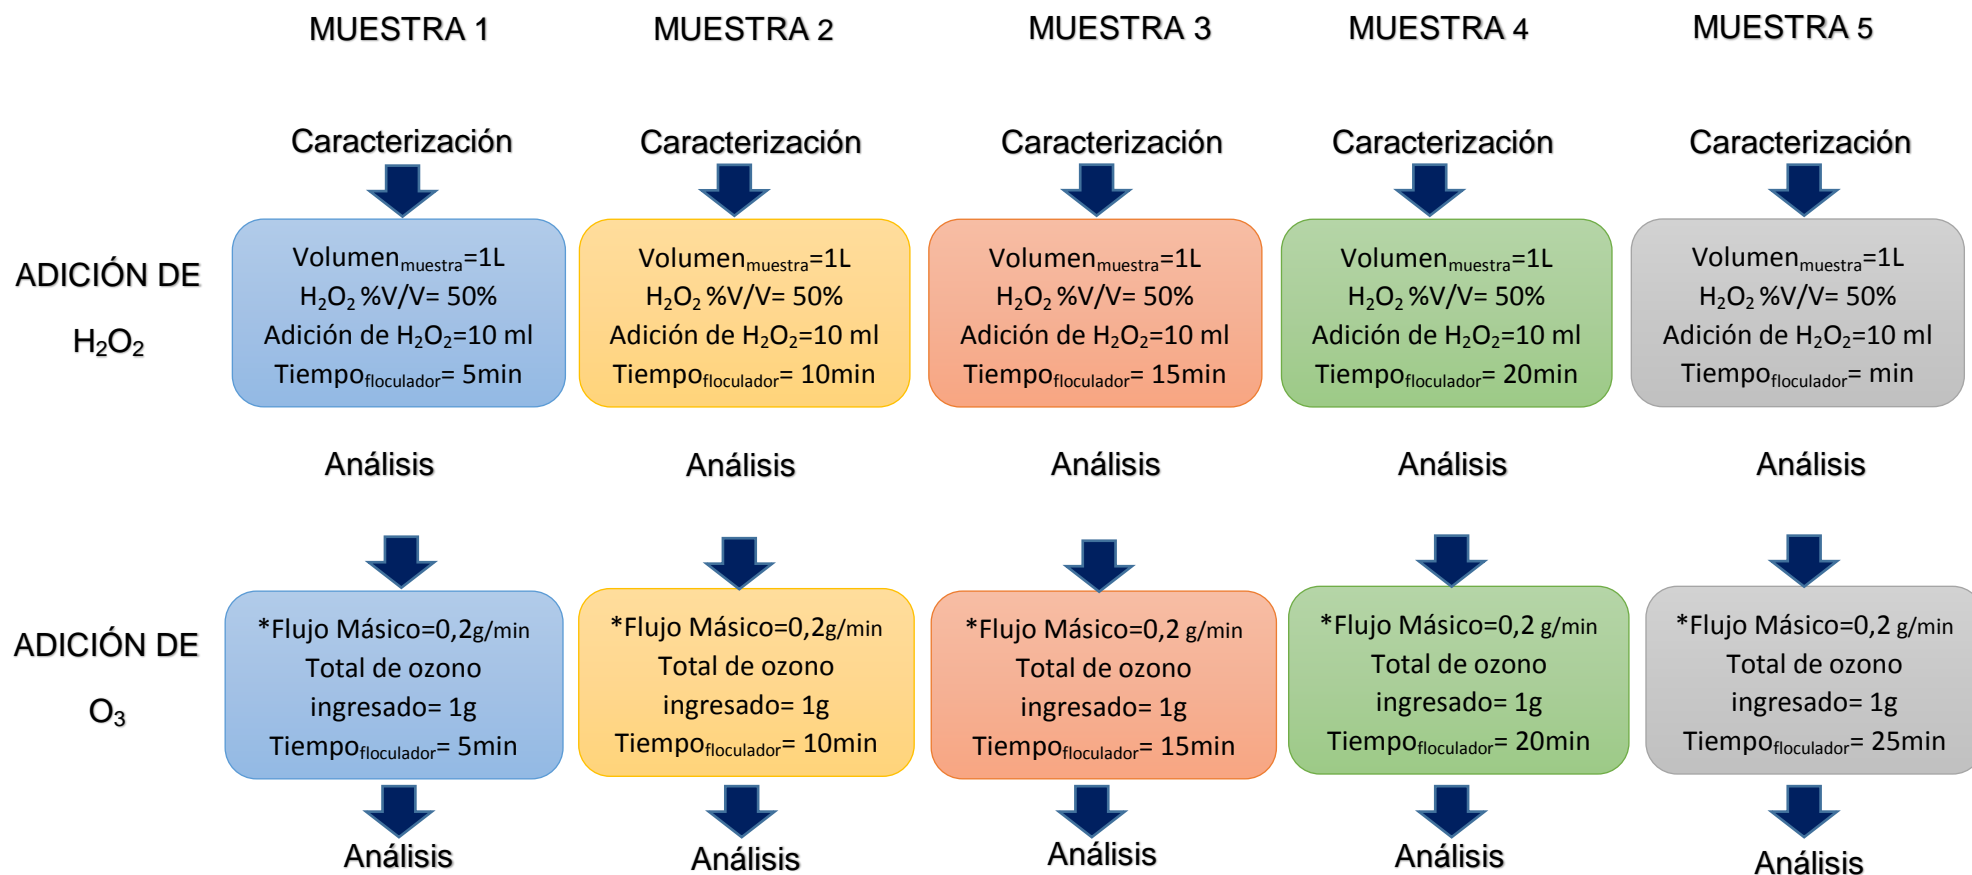 MUESTRA 1
MUESTRA 2
MUESTRA 3
MUESTRA 4
MUESTRA 5
Caracterización
Caracterización
Caracterización
Caracterización
Caracterización
ADICIÓN DE
H₂O₂
Volumenmuestra=1L
H₂O₂ %V/V= 50%
Adición de H₂O₂=10 ml
Tiempofloculador= 5min
Volumenmuestra=1L
H₂O₂ %V/V= 50%
Adición de H₂O₂=10 ml
Tiempofloculador= 10min
Volumenmuestra=1L
H₂O₂ %V/V= 50%
Adición de H₂O₂=10 ml
Tiempofloculador= 15min
Volumenmuestra=1L
H₂O₂ %V/V= 50%
Adición de H₂O₂=10 ml
Tiempofloculador= 20min
Volumenmuestra=1L
H₂O₂ %V/V= 50%
Adición de H₂O₂=10 ml
Tiempofloculador= min
Análisis
Análisis
Análisis
Análisis
Análisis
ADICIÓN DE
O₃
*Flujo Másico=0,2g/min
Total de ozono
ingresado= 1g
Tiempofloculador= 5min
*Flujo Másico=0,2g/min
Total de ozono
ingresado= 1g
Tiempofloculador= 10min
*Flujo Másico=0,2 g/min
Total de ozono
ingresado= 1g
Tiempofloculador= 15min
*Flujo Másico=0,2 g/min
Total de ozono
ingresado= 1g
Tiempofloculador= 20min
*Flujo Másico=0,2 g/min
Total de ozono
ingresado= 1g
Tiempofloculador= 25min
Análisis
Análisis
Análisis
Análisis
Análisis